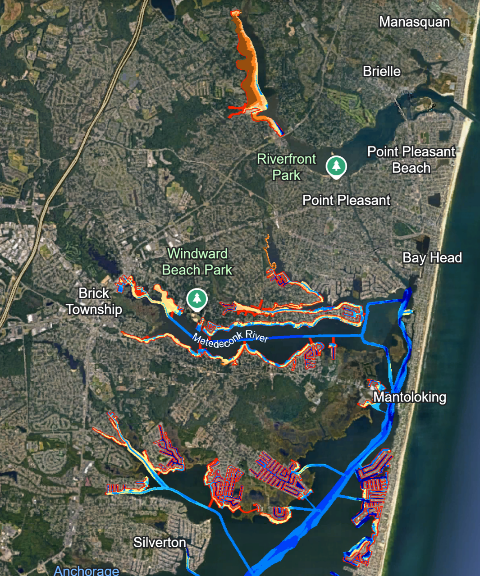 Manasquan
Brielle
Riverfront
Park
Point Pleasant
Beach
Point Pleasant
Windward
Beach Park
Bay Head
Brick
Township
Metedeconk River
Mantoloking
Silverton
Anchorage